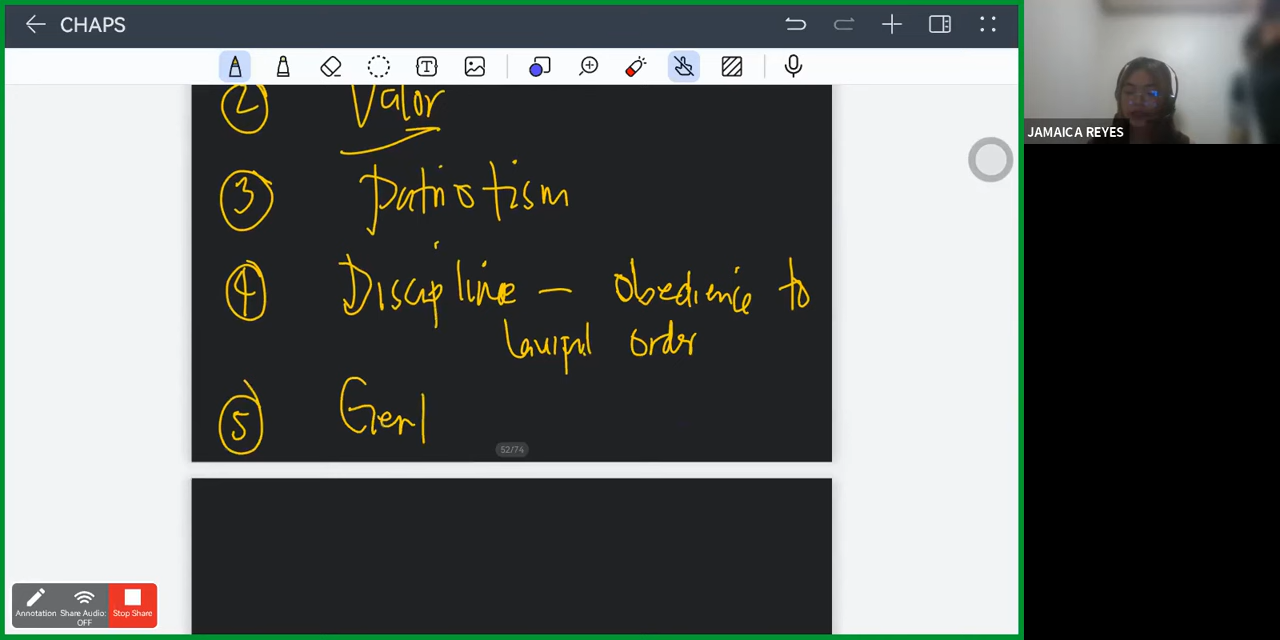 CHAPS
JAMAICA REYES
2 Valor
3 Patriotism
4 Discipline — obedience to
lawful order
5 Genl
52/74
Annotation
Share Audio:
OFF
Stop Share